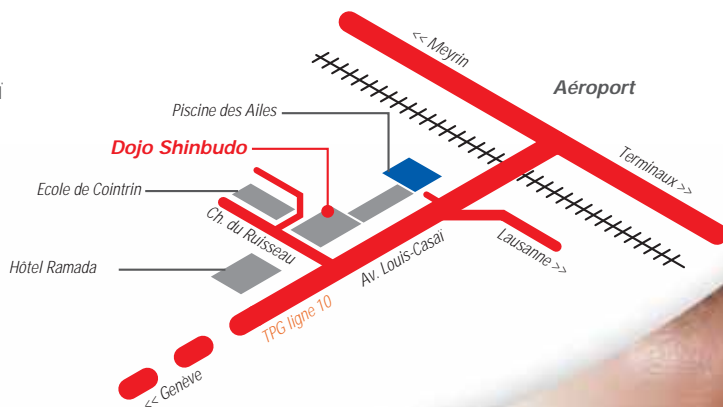 << Meyrin
Aéroport
Piscine des Ailes
Dojo Shinbudo
Terminaux >>
Ecole de Cointrin
Ch. du Ruisseau
Lausanne >>
Av. Louis-Casaï
Hôtel Ramada
TPG ligne 10
<< Genève